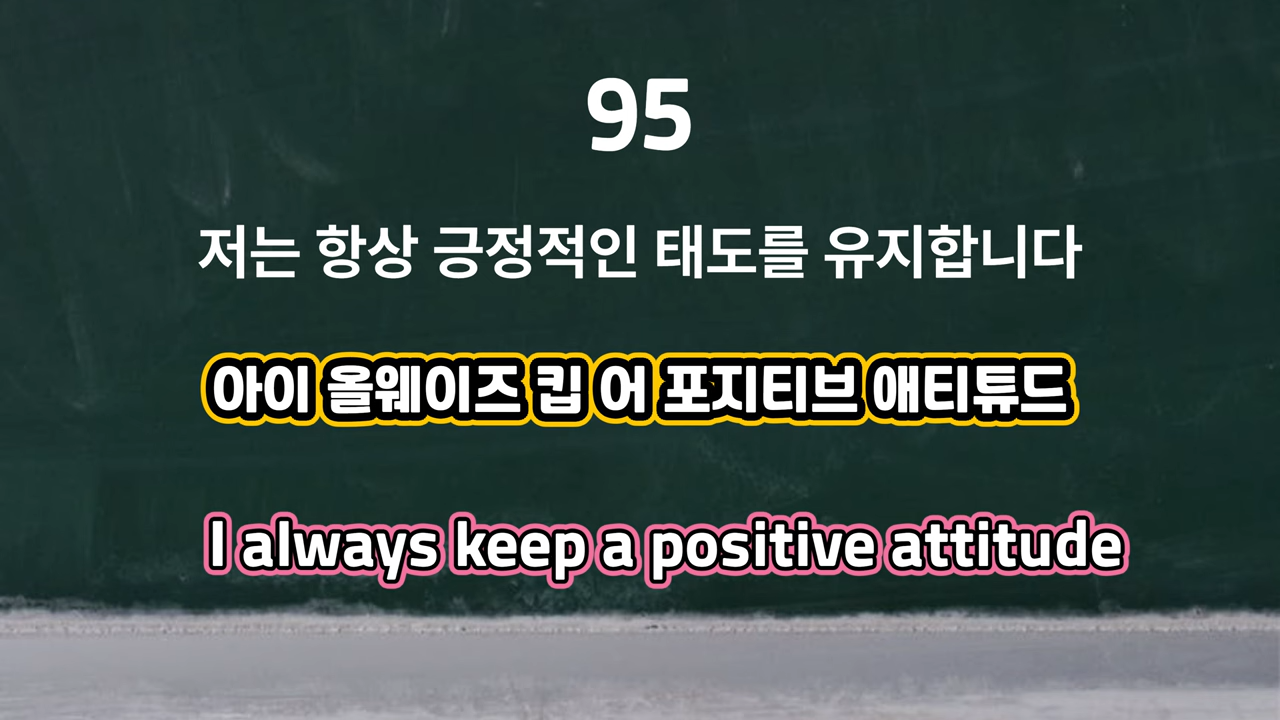 95
저는 항상 긍정적인 태도를 유지합니다
아이 올웨이즈 킵 어 포지티브 애티튜드
I always keep a positive attitude